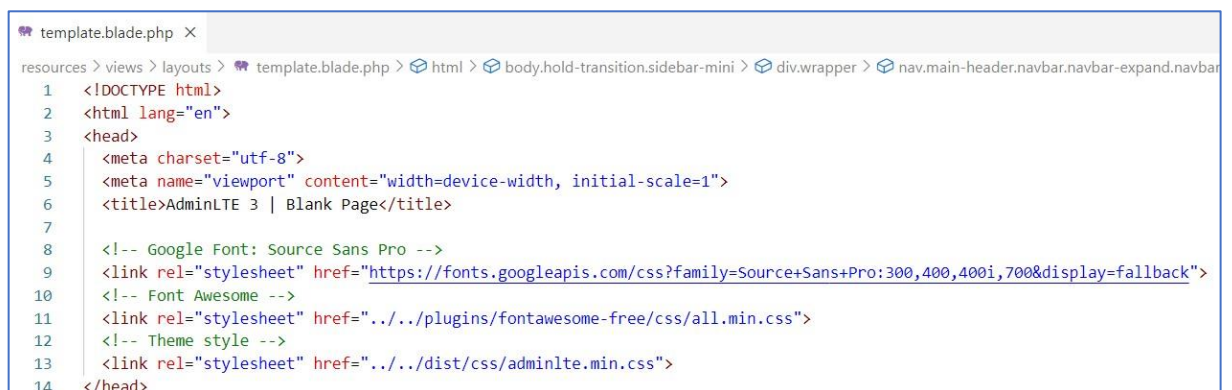 template.blade.php ×
resources > views > layouts > template.blade.php > html > body.hold-transition.sidebar-mini > div.wrapper > nav.main-header.navbar.navbar-expand.navbar
1 <!DOCTYPE html>
2 <html lang="en">
3 <head>
4 <meta charset="utf-8">
5 <meta name="viewport" content="width=device-width, initial-scale=1">
6 <title>AdminLTE 3 | Blank Page</title>
7
8 <!-- Google Font: Source Sans Pro -->
9 <link rel="stylesheet" href="https://fonts.googleapis.com/css?family=Source+Sans+Pro:300,400,400i,700&display=fallback">
10 <!-- Font Awesome -->
11 <link rel="stylesheet" href="../../plugins/fontawesome-free/css/all.min.css">
12 <!-- Theme style -->
13 <link rel="stylesheet" href="../../dist/css/adminlte.min.css">
14 </head>